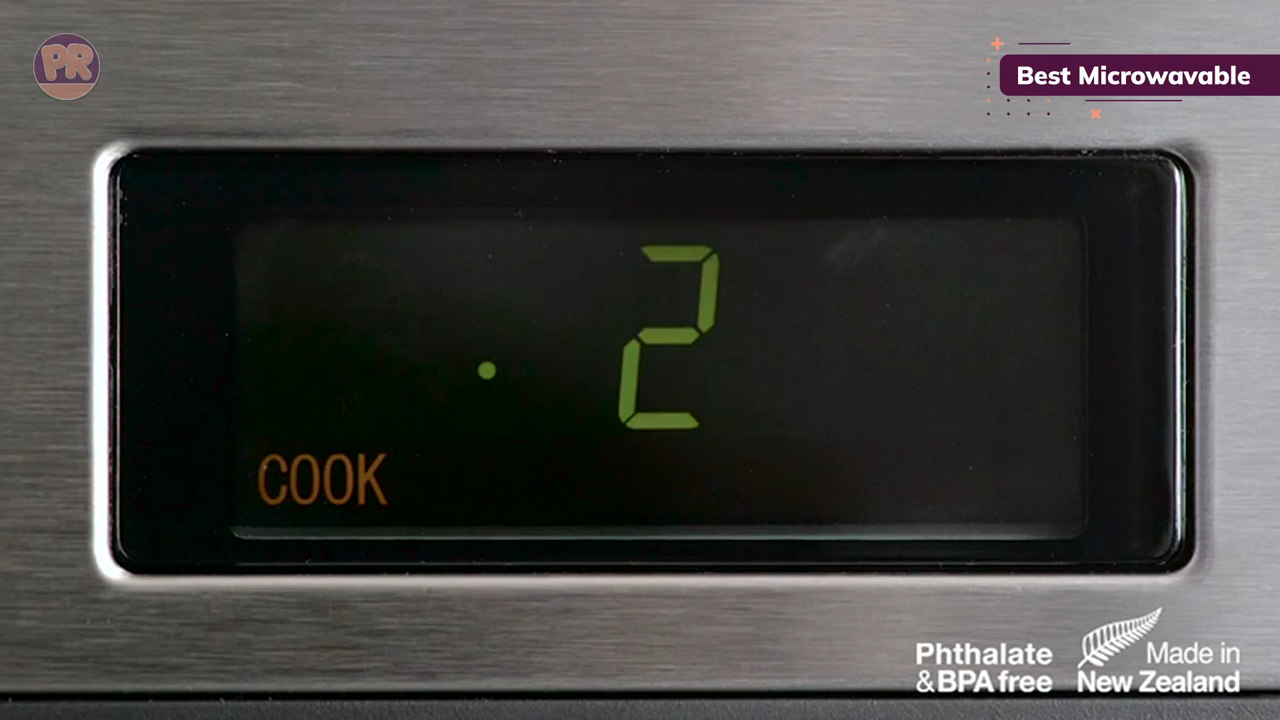 PR
Best Microwavable
2
COOK
Phthalate
&BPA free
Made in
New Zealand